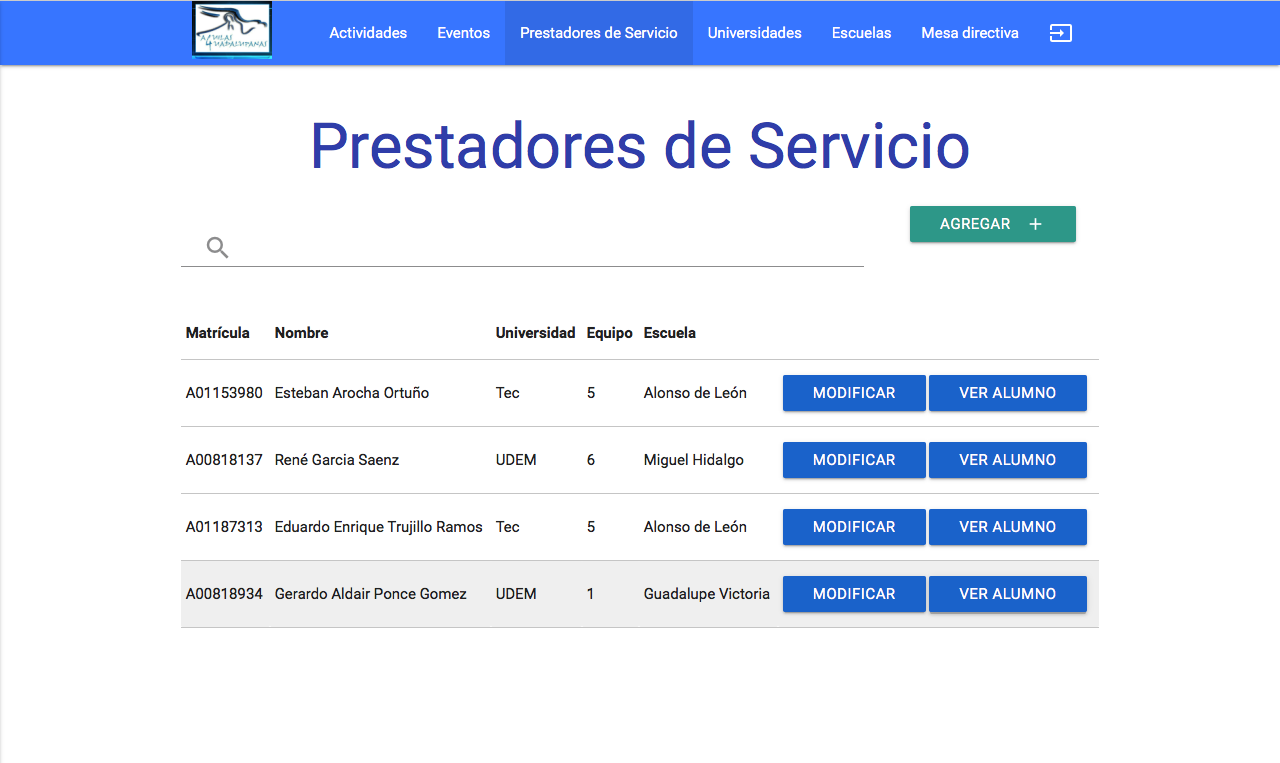 Actividades Eventos Prestadores de Servicio Universidades Escuelas Mesa directiva
Prestadores de Servicio
AGREGAR +
Matrícula Nombre Universidad Equipo Escuela
A01153980 Esteban Arocha Ortuño Tec 5 Alonso de León MODIFICAR VER ALUMNO
A00818137 René Garcia Saenz UDEM 6 Miguel Hidalgo MODIFICAR VER ALUMNO
A01187313 Eduardo Enrique Trujillo Ramos Tec 5 Alonso de León MODIFICAR VER ALUMNO
A00818934 Gerardo Aldair Ponce Gomez UDEM 1 Guadalupe Victoria MODIFICAR VER ALUMNO